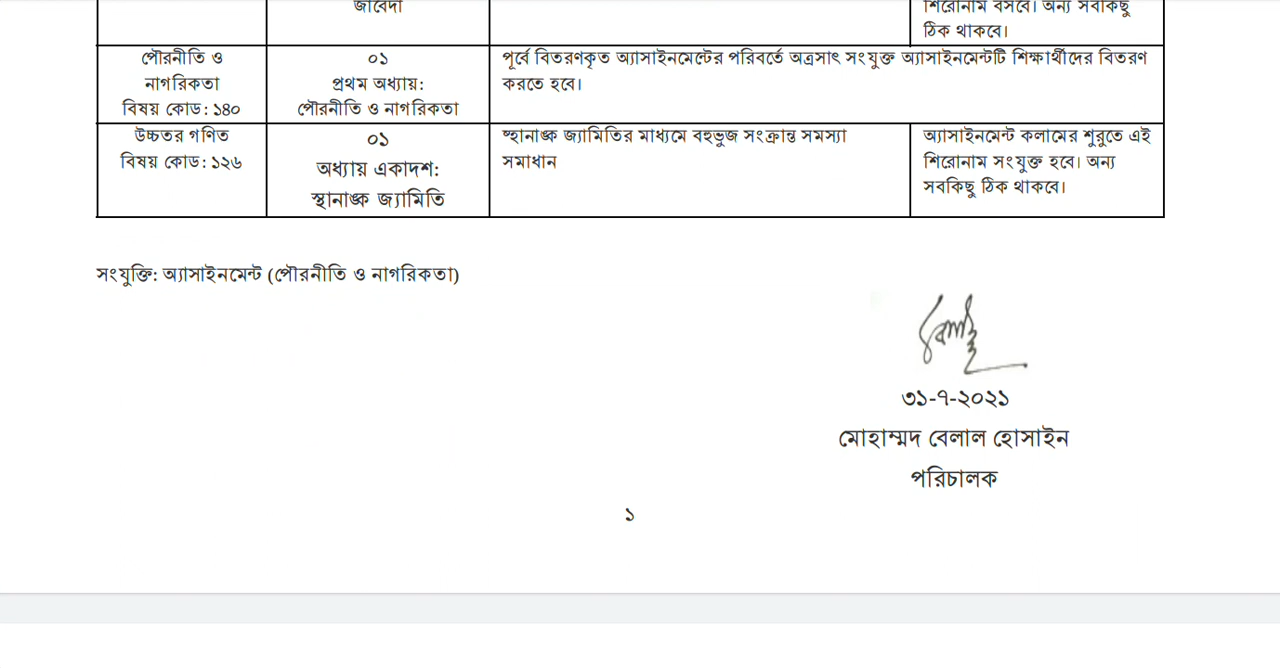 জাবেদা
শিরোনাম বসবে। অন্য সবকিছু
ঠিক থাকবে।
পৌরনীতি ও
নাগরিকতা
বিষয় কোড: ১৪০
০১
প্রথম অধ্যায়:
পৌরনীতি ও নাগরিকতা
পূর্বে বিতরণকৃত অ্যাসাইনমেন্টের পরিবর্তে অত্রসাৎ সংযুক্ত অ্যাসাইনমেন্টটি শিক্ষার্থীদের বিতরণ
করতে হবে।
উচ্চতর গণিত
বিষয় কোড: ১২৬
০১
অধ্যায় একাদশ:
স্থানাঙ্ক জ্যামিতি
স্থানাঙ্ক জ্যামিতির মাধ্যমে বহুভুজ সংক্রান্ত সমস্যা
সমাধান
অ্যাসাইনমেন্ট কলামের শুরুতে এই
শিরোনাম সংযুক্ত হবে। অন্য
সবকিছু ঠিক থাকবে।
সংযুক্তি: অ্যাসাইনমেন্ট (পৌরনীতি ও নাগরিকতা)
৩১-৭-২০২১
মোহাম্মদ বেলাল হোসাইন
পরিচালক
১